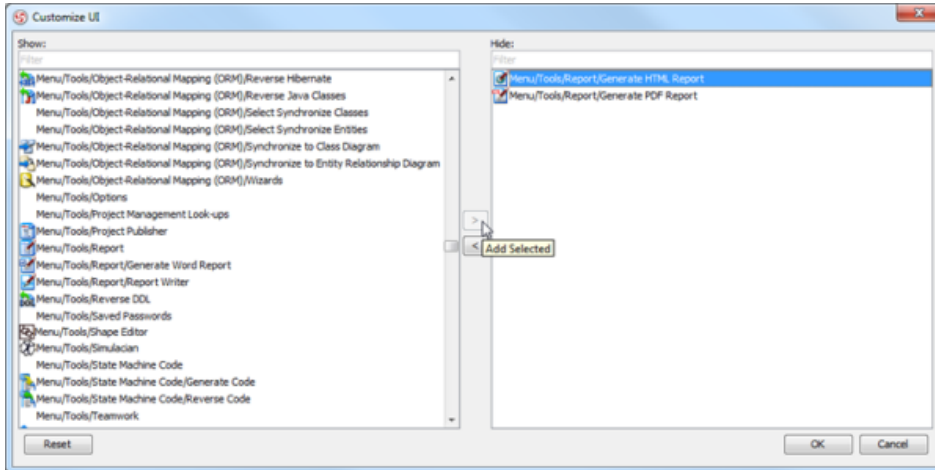 Customize UI
Show:
Filter
Menu/Tools/Object-Relational Mapping (ORM)/Reverse Hibernate
Menu/Tools/Object-Relational Mapping (ORM)/Reverse Java Classes
Menu/Tools/Object-Relational Mapping (ORM)/Select Synchronize Classes
Menu/Tools/Object-Relational Mapping (ORM)/Select Synchronize Entities
Menu/Tools/Object-Relational Mapping (ORM)/Synchronize to Class Diagram
Menu/Tools/Object-Relational Mapping (ORM)/Synchronize to Entity Relationship Diagram
Menu/Tools/Object-Relational Mapping (ORM)/Wizards
Menu/Tools/Options
Menu/Tools/Project Management Look-ups
Menu/Tools/Project Publisher
Menu/Tools/Report
Menu/Tools/Report/Generate Word Report
Menu/Tools/Report/Report Writer
Menu/Tools/Reverse DDL
Menu/Tools/Saved Passwords
Menu/Tools/Shape Editor
Menu/Tools/Simulacian
Menu/Tools/State Machine Code
Menu/Tools/State Machine Code/Generate Code
Menu/Tools/State Machine Code/Reverse Code
Menu/Tools/Teamwork
>
<
Add Selected
Hide:
Filter
Menu/Tools/Report/Generate HTML Report
Menu/Tools/Report/Generate PDF Report
Reset
OK
Cancel